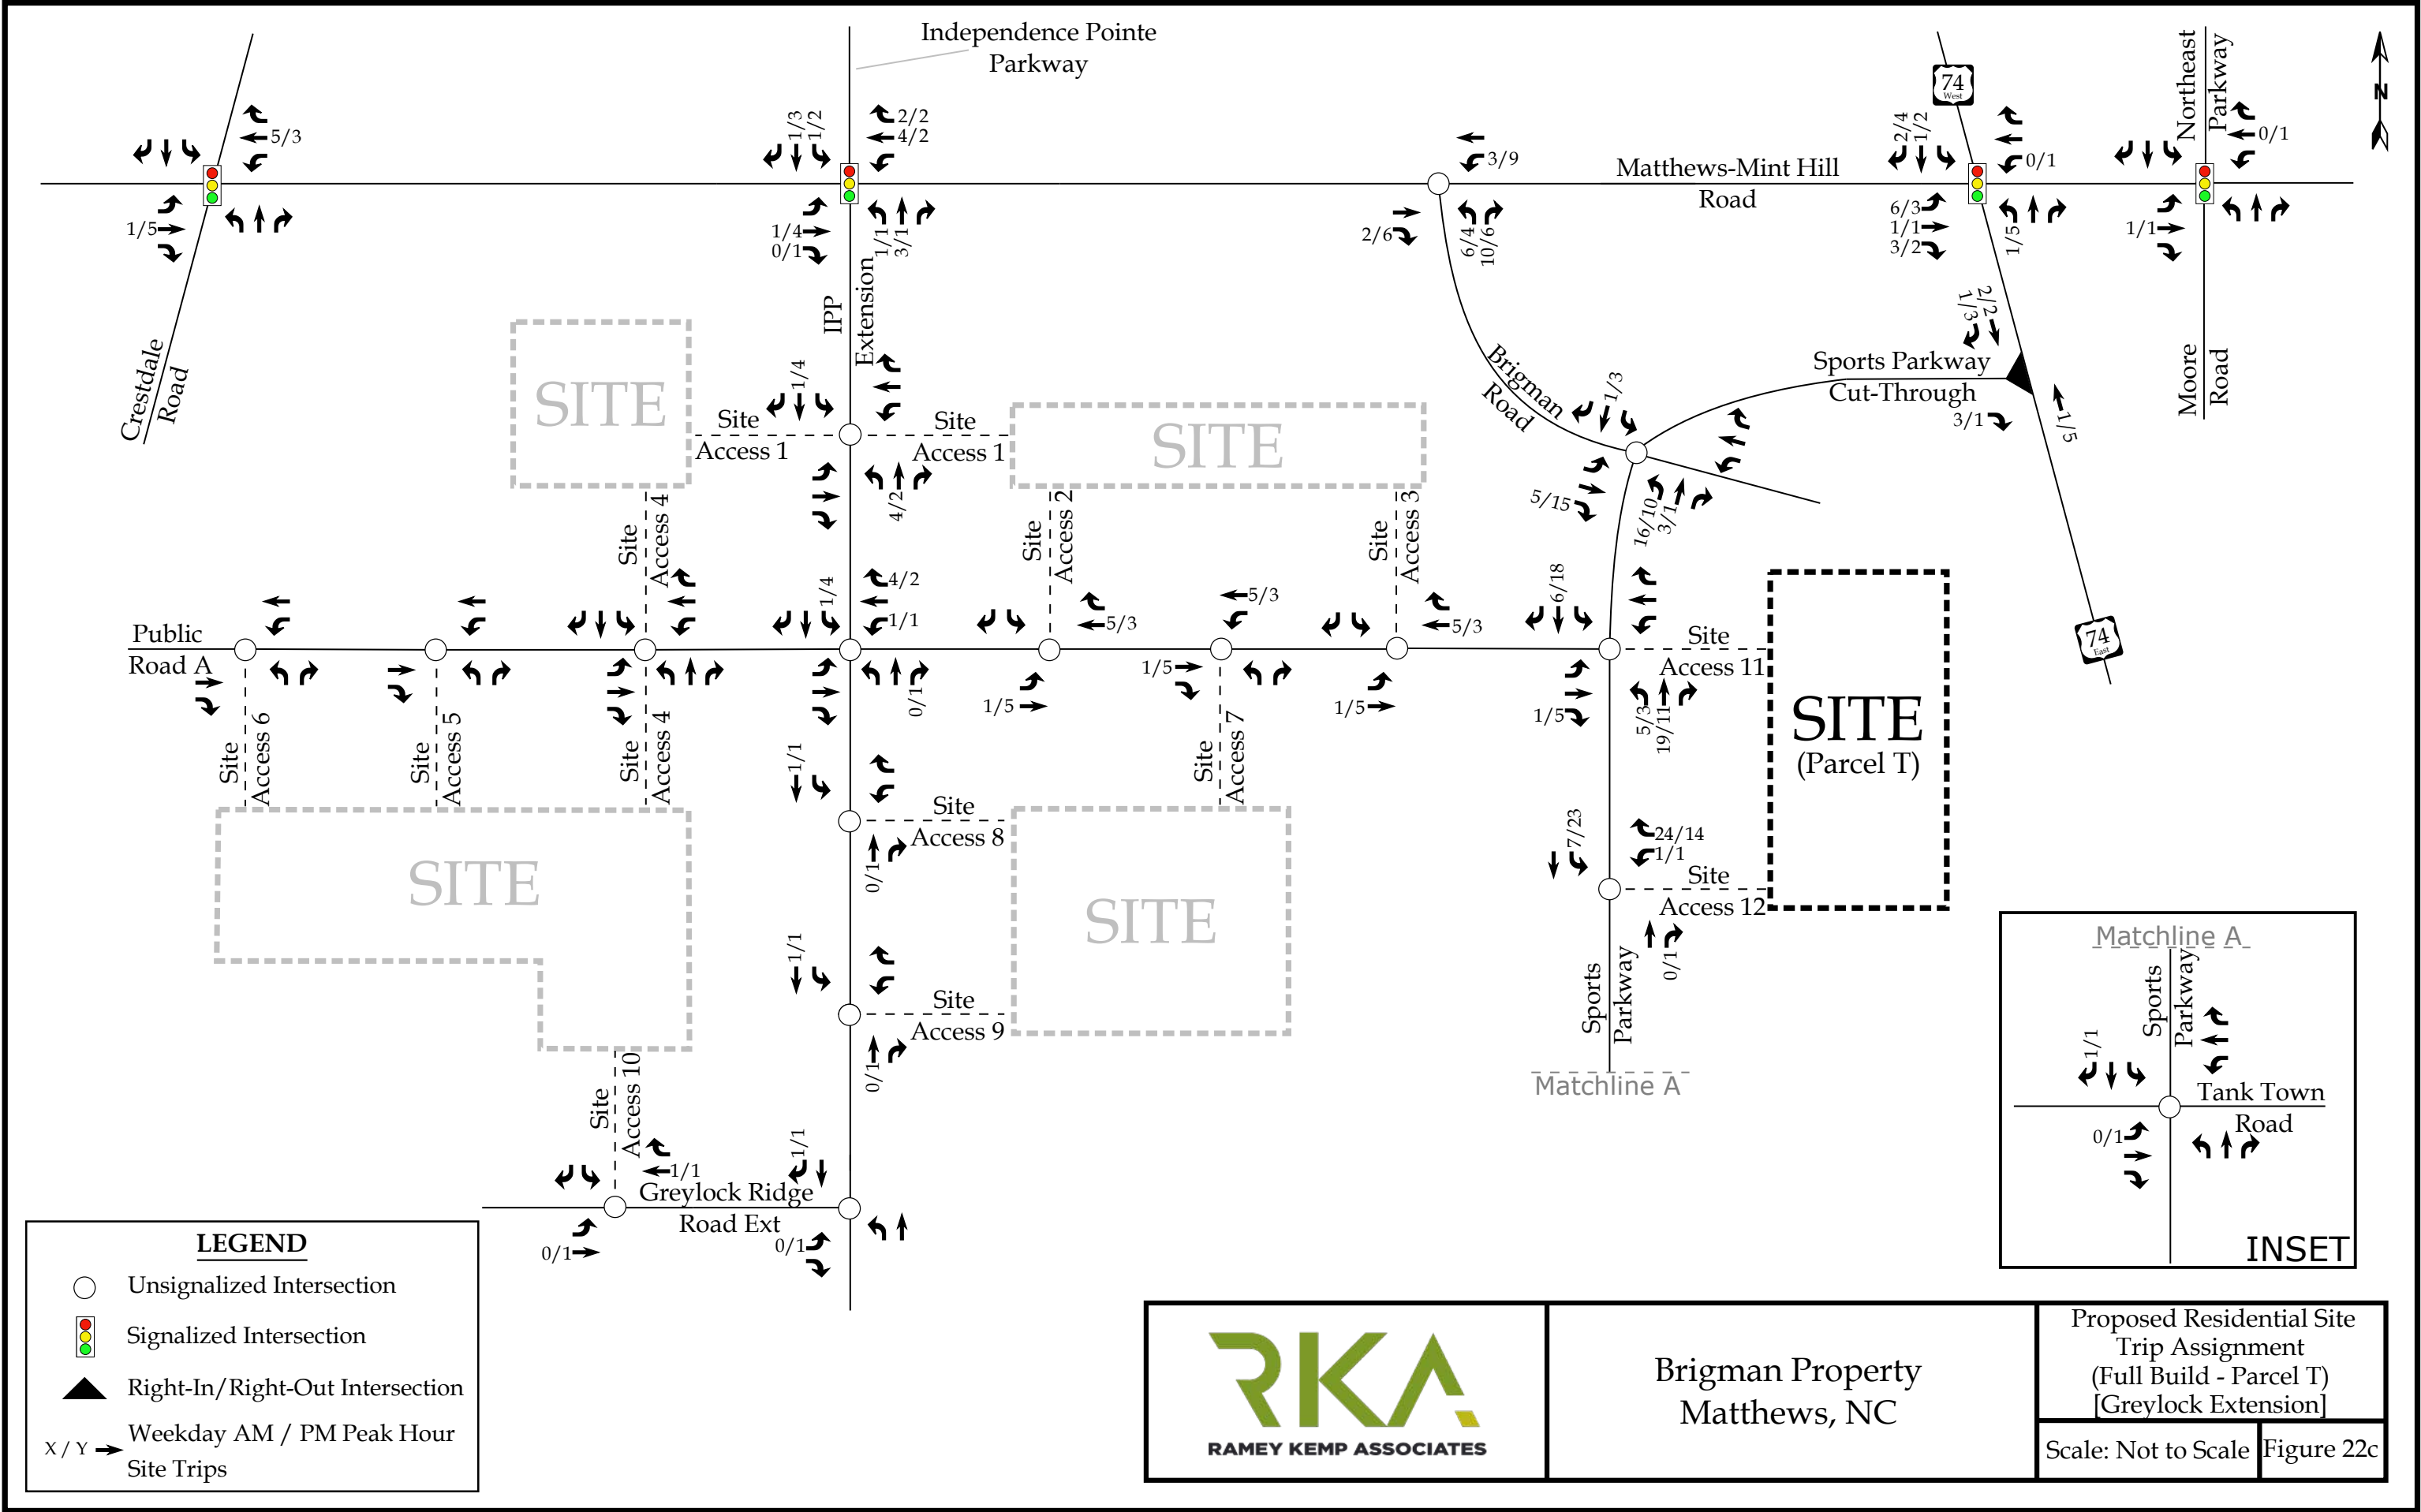 Independence Pointe
Parkway
74
West
Northeast
Parkway
N
5/3
1/3
1/2
2/2
4/2
3/9
2/4
1/2
0/1
0/1
Matthews-Mint Hill
Road
1/5
1/4
0/1
1/1
3/1
2/6
6/4
10/6
6/3
1/1
3/2
1/5
1/1
IPP
Extension
2/2
1/3
Crestdale
Road
SITE
1/4
Site
Access 1
Site
Access 1
SITE
Brigman
Road
1/3
Sports Parkway
Cut-Through
3/1
1/5
Moore
Road
4/2
5/15
16/10
3/1
Site
Access 4
Site
Access 2
Site
Access 3
Public
Road A
1/4
4/2
1/1
5/3
5/3
5/3
6/18
Site
Access 11
74
East
0/1
1/5
1/5
1/5
1/5
5/3
19/11
SITE
(Parcel T)
Site
Access 6
Site
Access 5
Site
Access 4
Site
Access 7
1/1
Site
Access 8
0/1
SITE
SITE
7/23
24/14
1/1
Site
Access 12
0/1
1/1
Site
Access 9
0/1
Sports
Parkway
Matchline A
Matchline A
Sports
Parkway
1/1
Tank Town
Road
0/1
INSET
Site
Access 10
1/1
1/1
Greylock Ridge
Road Ext
0/1
0/1
LEGEND
Unsignalized Intersection
Signalized Intersection
Right-In/Right-Out Intersection
X / Y
Weekday AM / PM Peak Hour
Site Trips
RKA
RAMEY KEMP ASSOCIATES
Brigman Property
Matthews, NC
Proposed Residential Site
Trip Assignment
(Full Build - Parcel T)
[Greylock Extension]
Scale: Not to Scale
Figure 22c